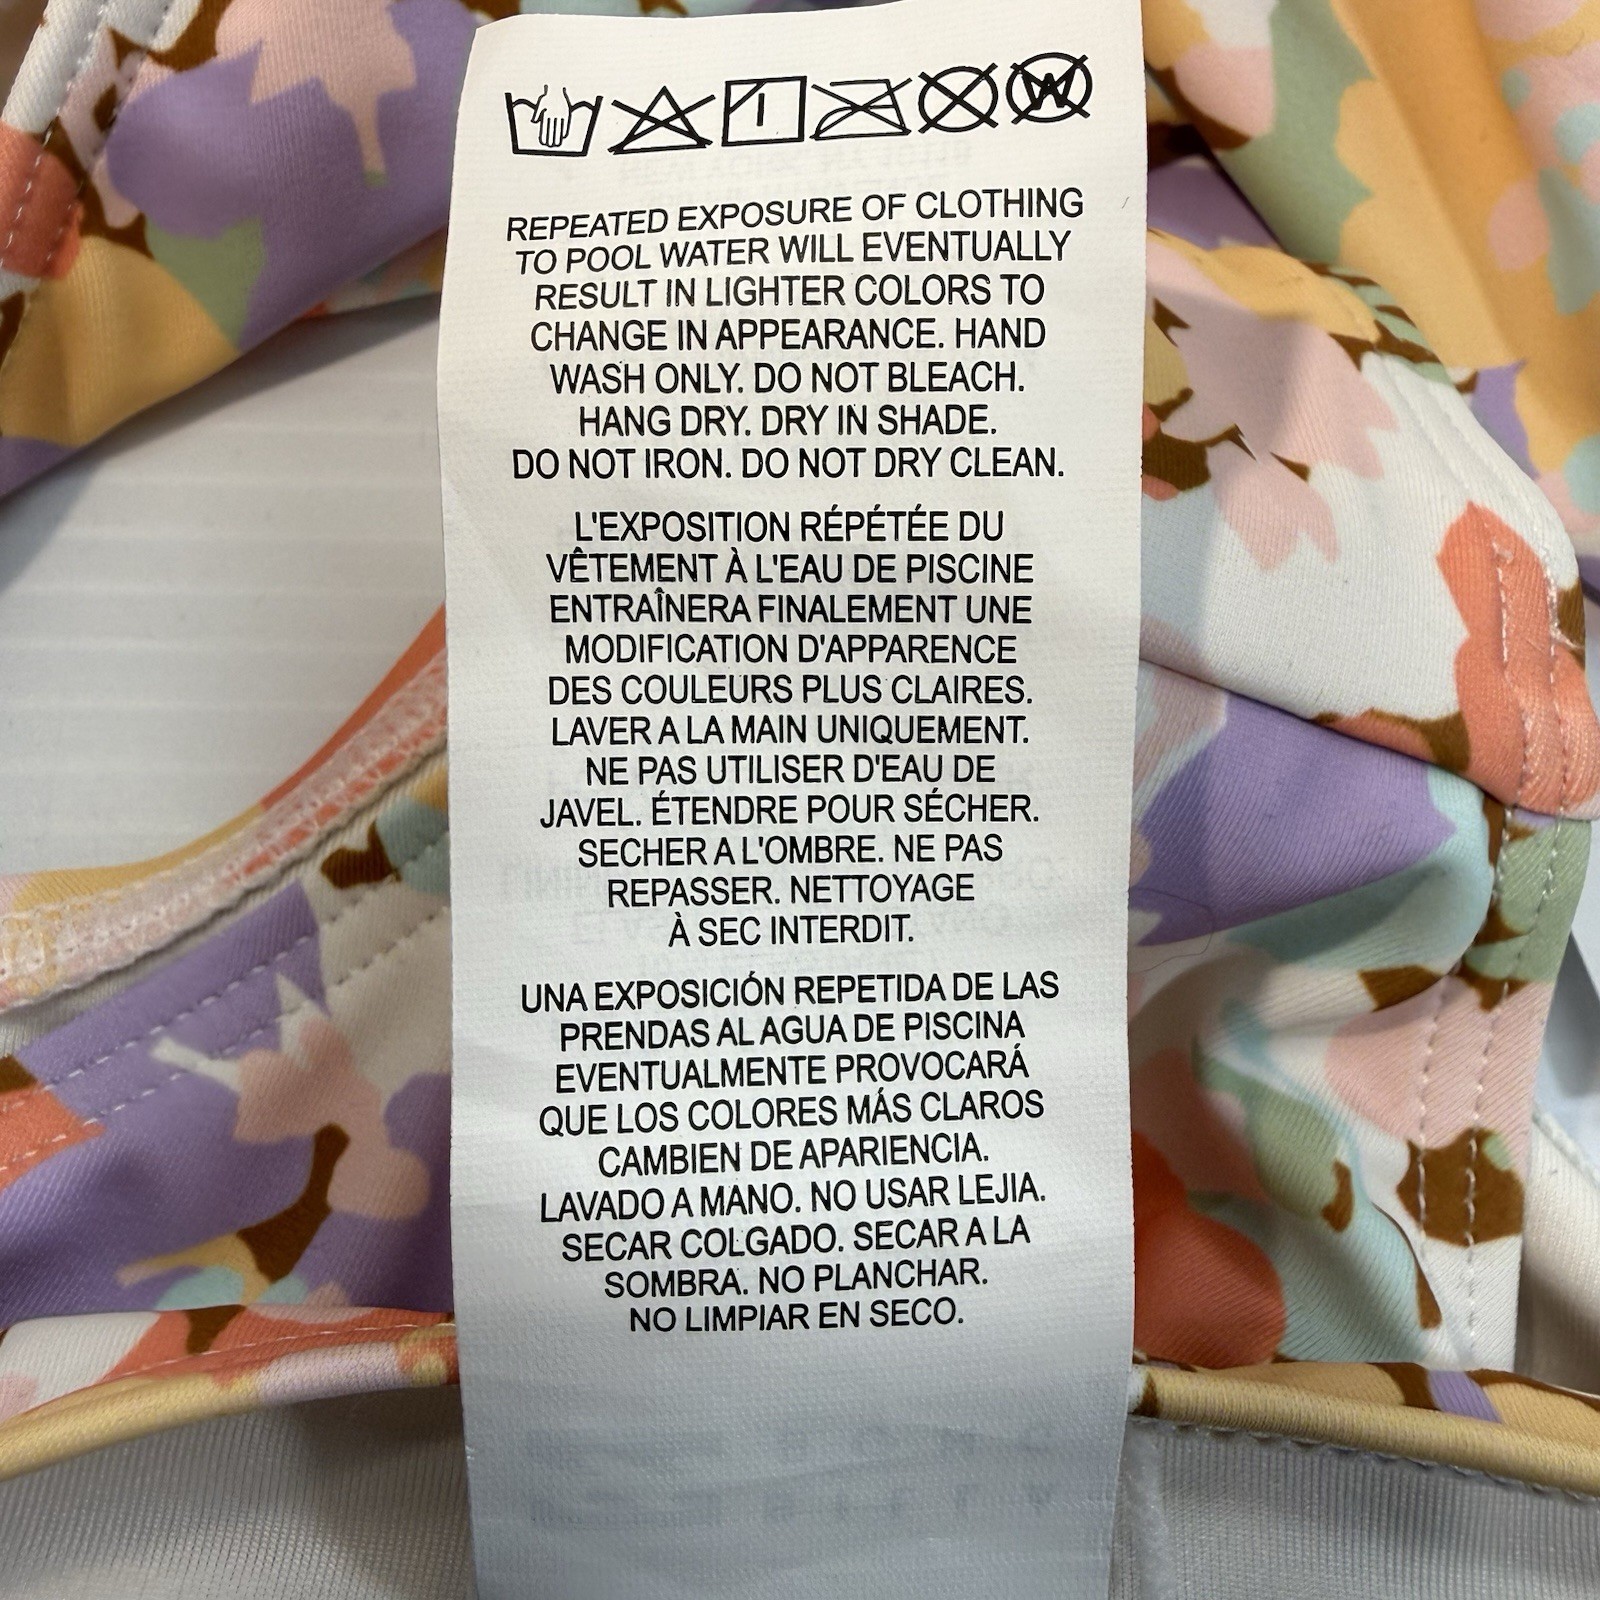 W
REPEATED EXPOSURE OF CLOTHING
TO POOL WATER WILL EVENTUALLY
RESULT IN LIGHTER COLORS TO
CHANGE IN APPEARANCE. HAND
WASH ONLY. DO NOT BLEACH.
HANG DRY. DRY IN SHADE.
DO NOT IRON. DO NOT DRY CLEAN.
L'EXPOSITION RÉPÉTÉE DU
VÊTEMENT À L'EAU DE PISCINE
ENTRAÎNERA FINALEMENT UNE
MODIFICATION D'APPARENCE
DES COULEURS PLUS CLAIRES.
LAVER A LA MAIN UNIQUEMENT.
NE PAS UTILISER D'EAU DE
JAVEL. ÉTENDRE POUR SÉCHER.
SECHER A L'OMBRE. NE PAS
REPASSER. NETTOYAGE
À SEC INTERDIT.
UNA EXPOSICIÓN REPETIDA DE LAS
PRENDAS AL AGUA DE PISCINA
EVENTUALMENTE PROVOCARÁ
QUE LOS COLORES MÁS CLAROS
CAMBIEN DE APARIENCIA.
LAVADO A MANO. NO USAR LEJIA.
SECAR COLGADO. SECAR A LA
SOMBRA. NO PLANCHAR.
NO LIMPIAR EN SECO.